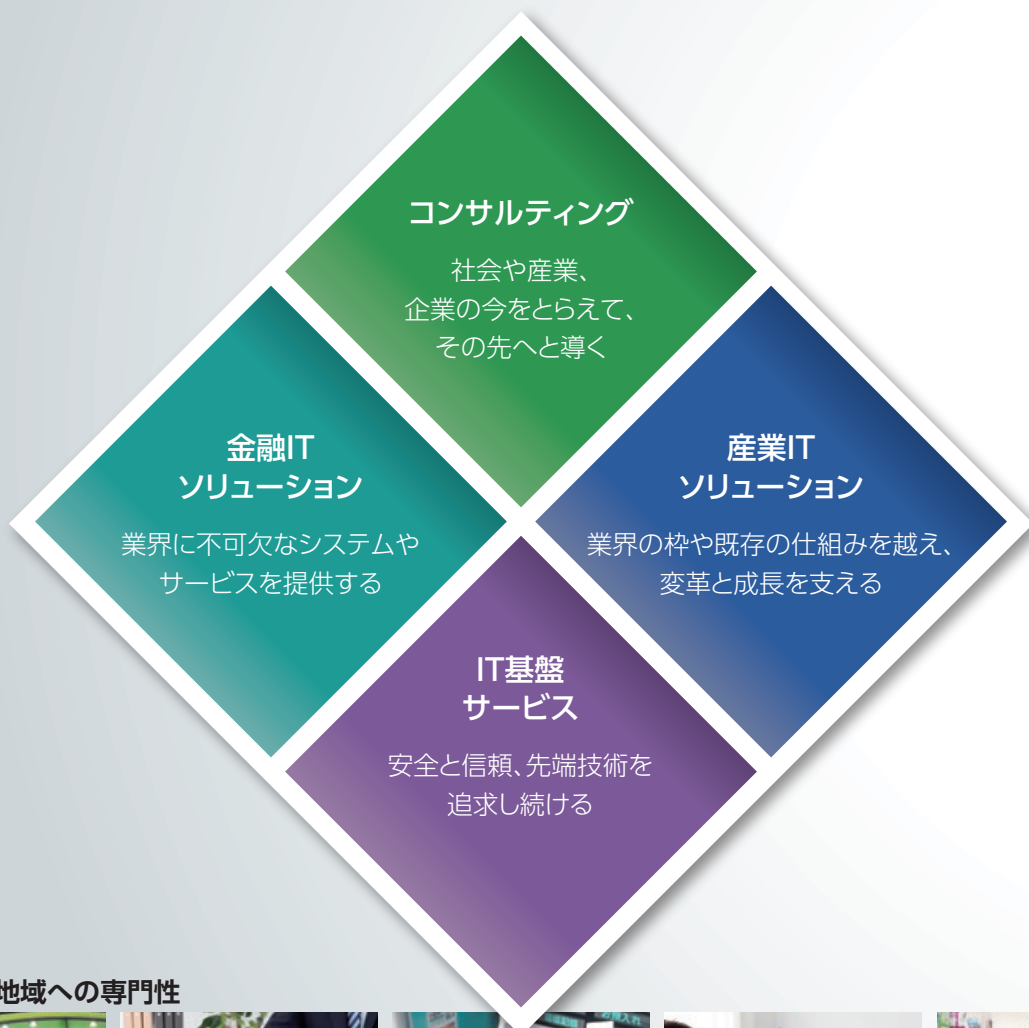 コンサルティング
社会や産業、
企業の今をとらえて、
その先へと導く
金融IT
ソリューション
業界に不可欠なシステムや
サービスを提供する
産業IT
ソリューション
業界の枠や既存の仕組みを越え、
変革と成長を支える
IT基盤
サービス
安全と信頼、先端技術を
追求し続ける
地域への専門性
お預入れ